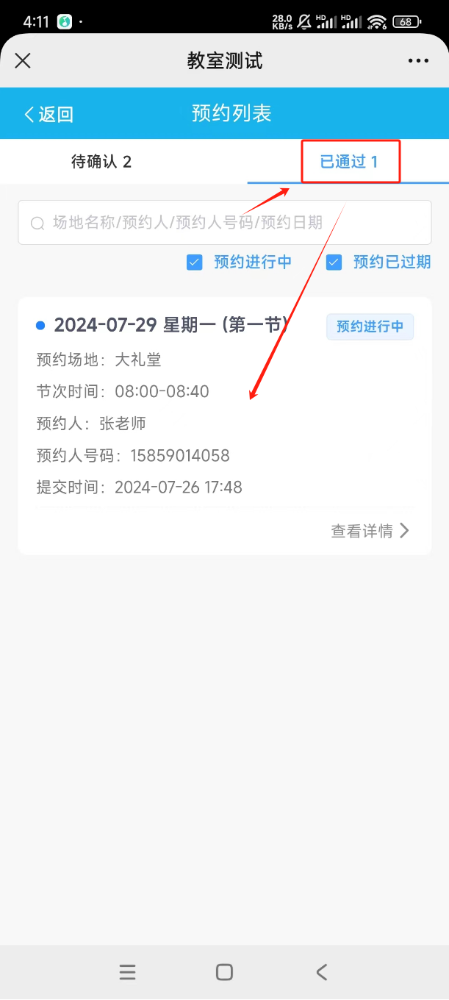 4:11 28.0 KB/s HD HD 6 68
教室测试
返回 预约列表
待确认 2 已通过 1
场地名称/预约人/预约人号码/预约日期
预约进行中 预约已过期
2024-07-29 星期一 (第一节) 预约进行中
预约场地：大礼堂
节次时间：08:00-08:40
预约人：张老师
预约人号码：15859014058
提交时间：2024-07-26 17:48
查看详情